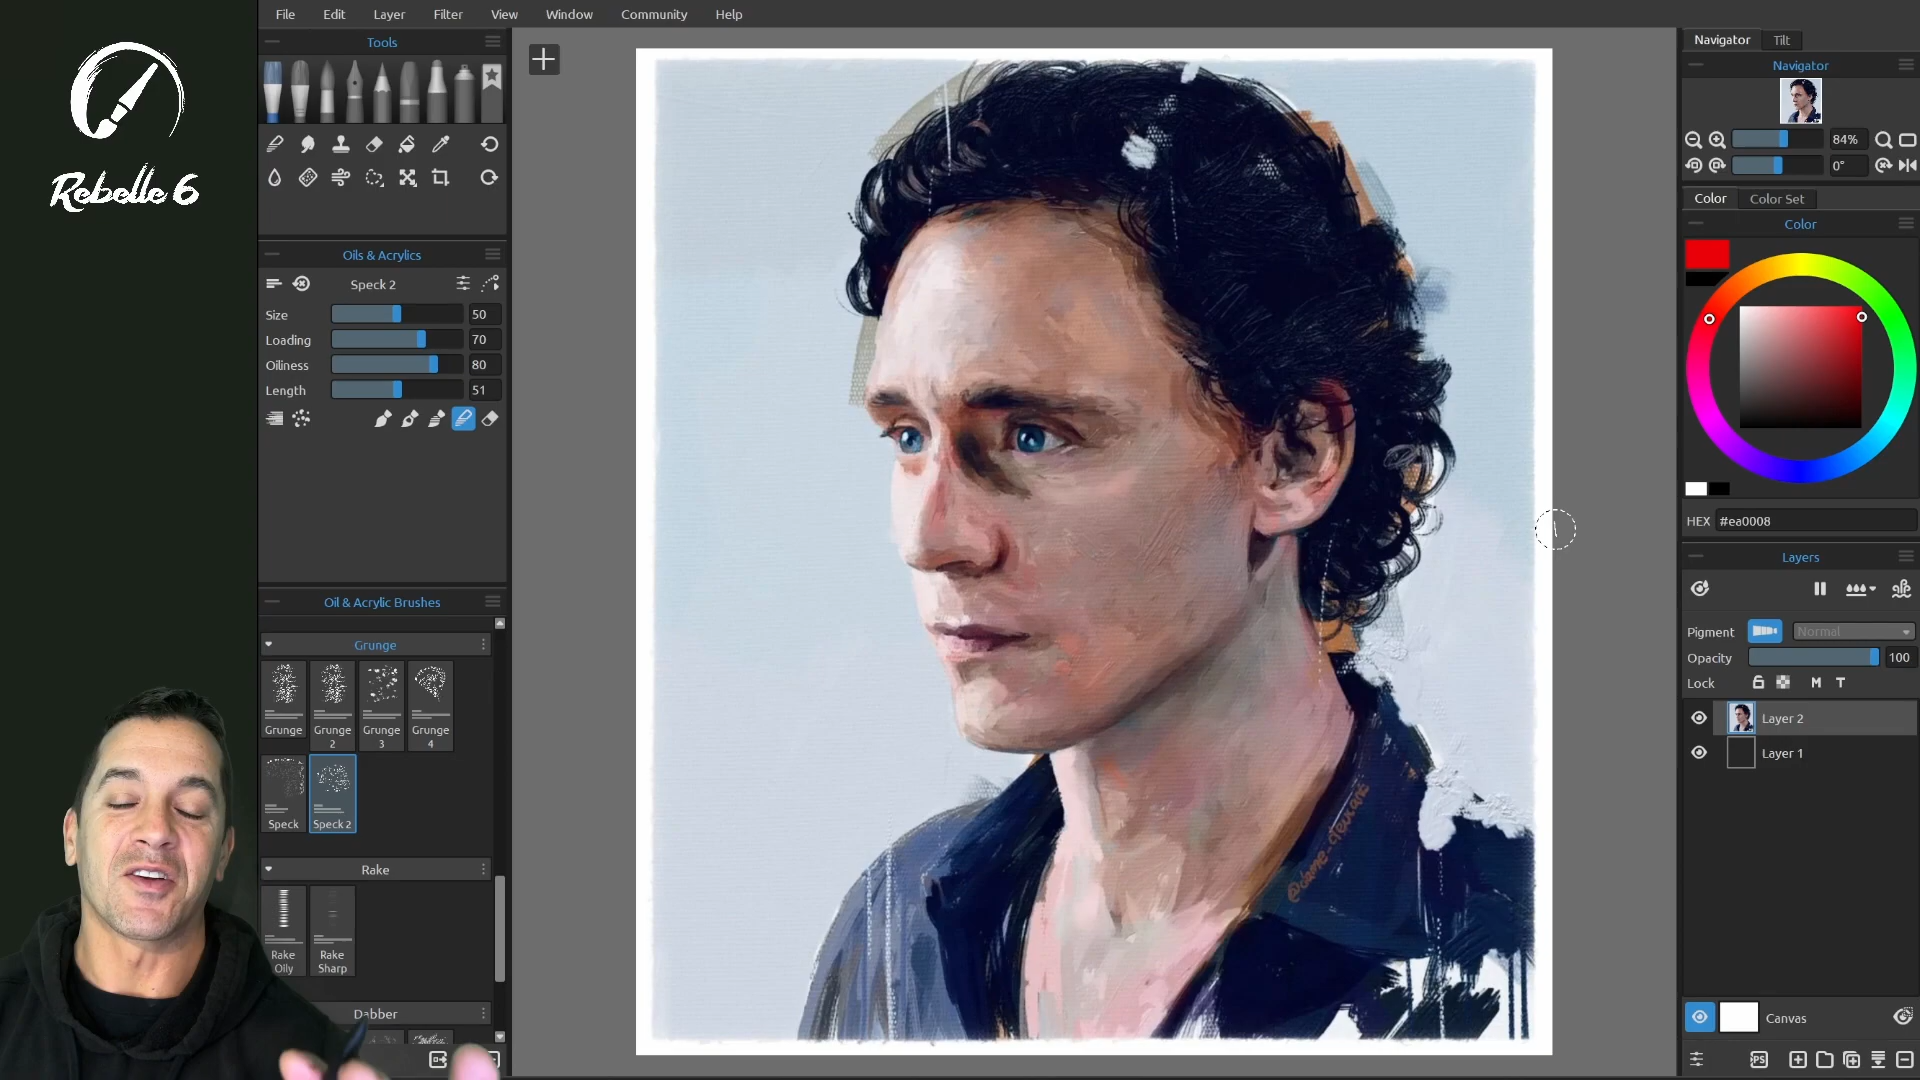 Rebelle 6
File Edit Layer Filter View Window Community Help
Tools
Oils & Acrylics
Speck 2
Size 50
Loading 70
Oiliness 80
Length 51
Oil & Acrylic Brushes
Grunge
Grunge
Grunge 2
Grunge 3
Grunge 4
Speck
Speck 2
Rake
Rake Oily
Rake Sharp
Dabber
Navigator Tilt
Navigator
84%
0°
Color Color Set
Color
HEX #ea0008
Layers
Pigment Normal
Opacity 100
Lock M T
Layer 2
Layer 1
Canvas
PS